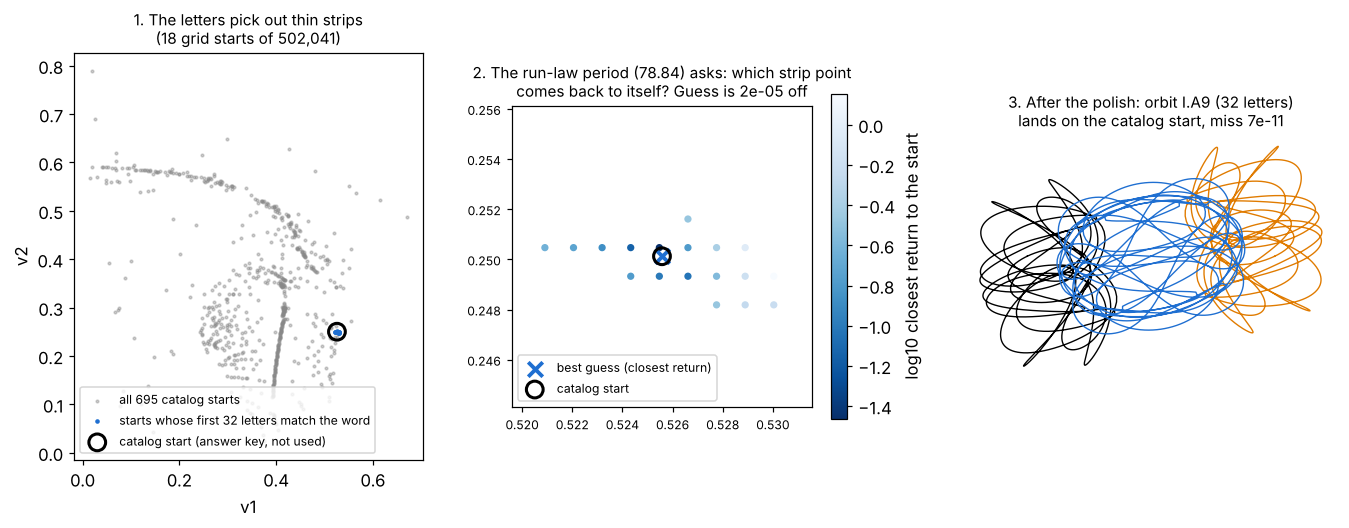 1. The letters pick out thin strips
(18 grid starts of 502,041)
0.8
0.7
0.6
0.5
0.4
0.3
0.2
0.1
0.0
v2
0.0
0.2
0.4
0.6
v1
all 695 catalog starts
starts whose first 32 letters match the word
catalog start (answer key, not used)
2. The run-law period (78.84) asks: which strip point
comes back to itself? Guess is 2e-05 off
0.256
0.254
0.252
0.250
0.248
0.246
0.520
0.522
0.524
0.526
0.528
0.530
best guess (closest return)
catalog start
0.0
−0.2
−0.4
−0.6
−0.8
−1.0
−1.2
−1.4
log10 closest return to the start
3. After the polish: orbit I.A9 (32 letters)
lands on the catalog start, miss 7e-11